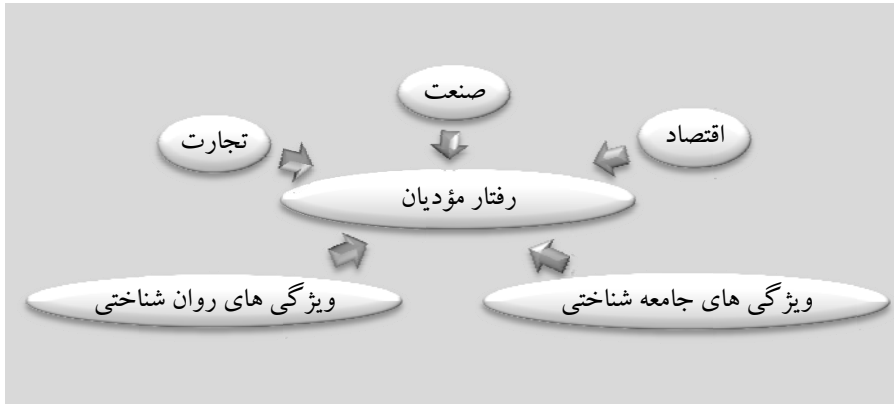 صنعت
اقتصاد
تجارت
رفتار مؤدیان
ویژگی های جامعه شناختی
ویژگی های روان شناختی